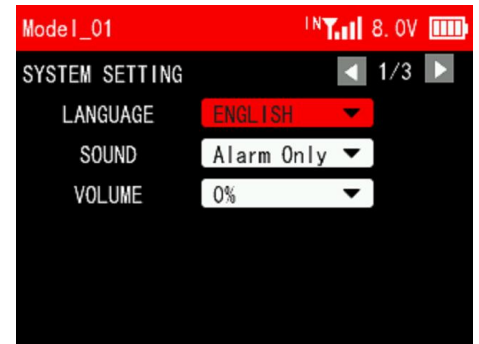 Model_01 IN 8.0V
SYSTEM SETTING 1/3
LANGUAGE ENGLISH
SOUND Alarm Only
VOLUME 0%